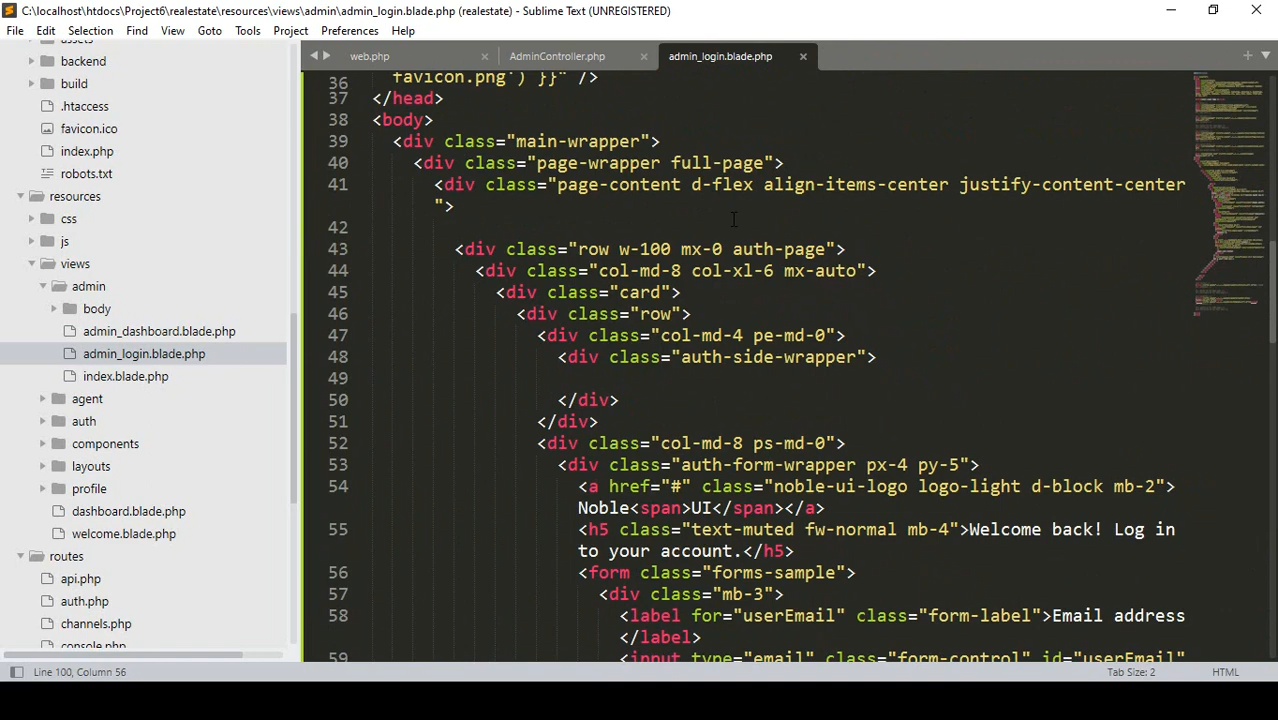 C:\localhost\htdocs\Project6\realestate\resources\views\admin\admin_login.blade.php (realestate) - Sublime Text (UNREGISTERED)
File Edit Selection Find View Goto Tools Project Preferences Help
assets
backend
build
.htaccess
favicon.ico
index.php
robots.txt
resources
css
js
views
admin
body
admin_dashboard.blade.php
admin_login.blade.php
index.blade.php
agent
auth
components
layouts
profile
dashboard.blade.php
welcome.blade.php
routes
api.php
auth.php
channels.php
console.php
web.php × AdminController.php × admin_login.blade.php ×
36 favicon.png') }}" />
37 </head>
38 <body>
39 <div class="main-wrapper">
40 <div class="page-wrapper full-page">
41 <div class="page-content d-flex align-items-center justify-content-center
">
42
43 <div class="row w-100 mx-0 auth-page">
44 <div class="col-md-8 col-xl-6 mx-auto">
45 <div class="card">
46 <div class="row">
47 <div class="col-md-4 pe-md-0">
48 <div class="auth-side-wrapper">
49
50 </div>
51 </div>
52 <div class="col-md-8 ps-md-0">
53 <div class="auth-form-wrapper px-4 py-5">
54 <a href="#" class="noble-ui-logo logo-light d-block mb-2">
Noble<span>UI</span></a>
55 <h5 class="text-muted fw-normal mb-4">Welcome back! Log in
to your account.</h5>
56 <form class="forms-sample">
57 <div class="mb-3">
58 <label for="userEmail" class="form-label">Email address
</label>
59 <input type="email" class="form-control" id="userEmail"
Line 100, Column 56
Tab Size: 2
HTML